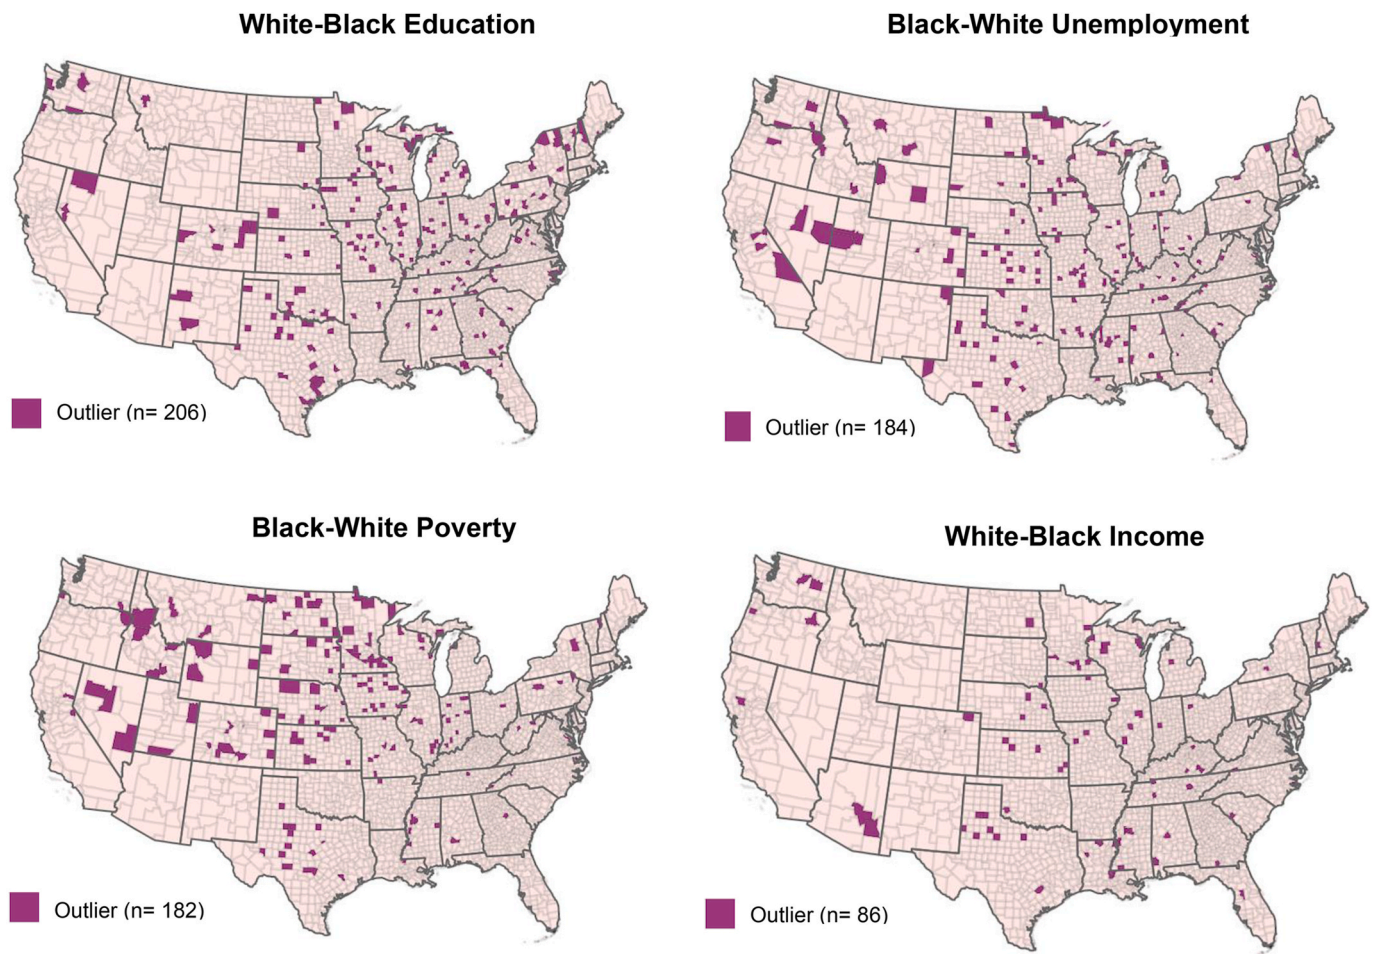 White-Black Education
Black-White Unemployment
Outlier (n= 206)
Outlier (n= 184)
Black-White Poverty
White-Black Income
Outlier (n= 182)
Outlier (n= 86)